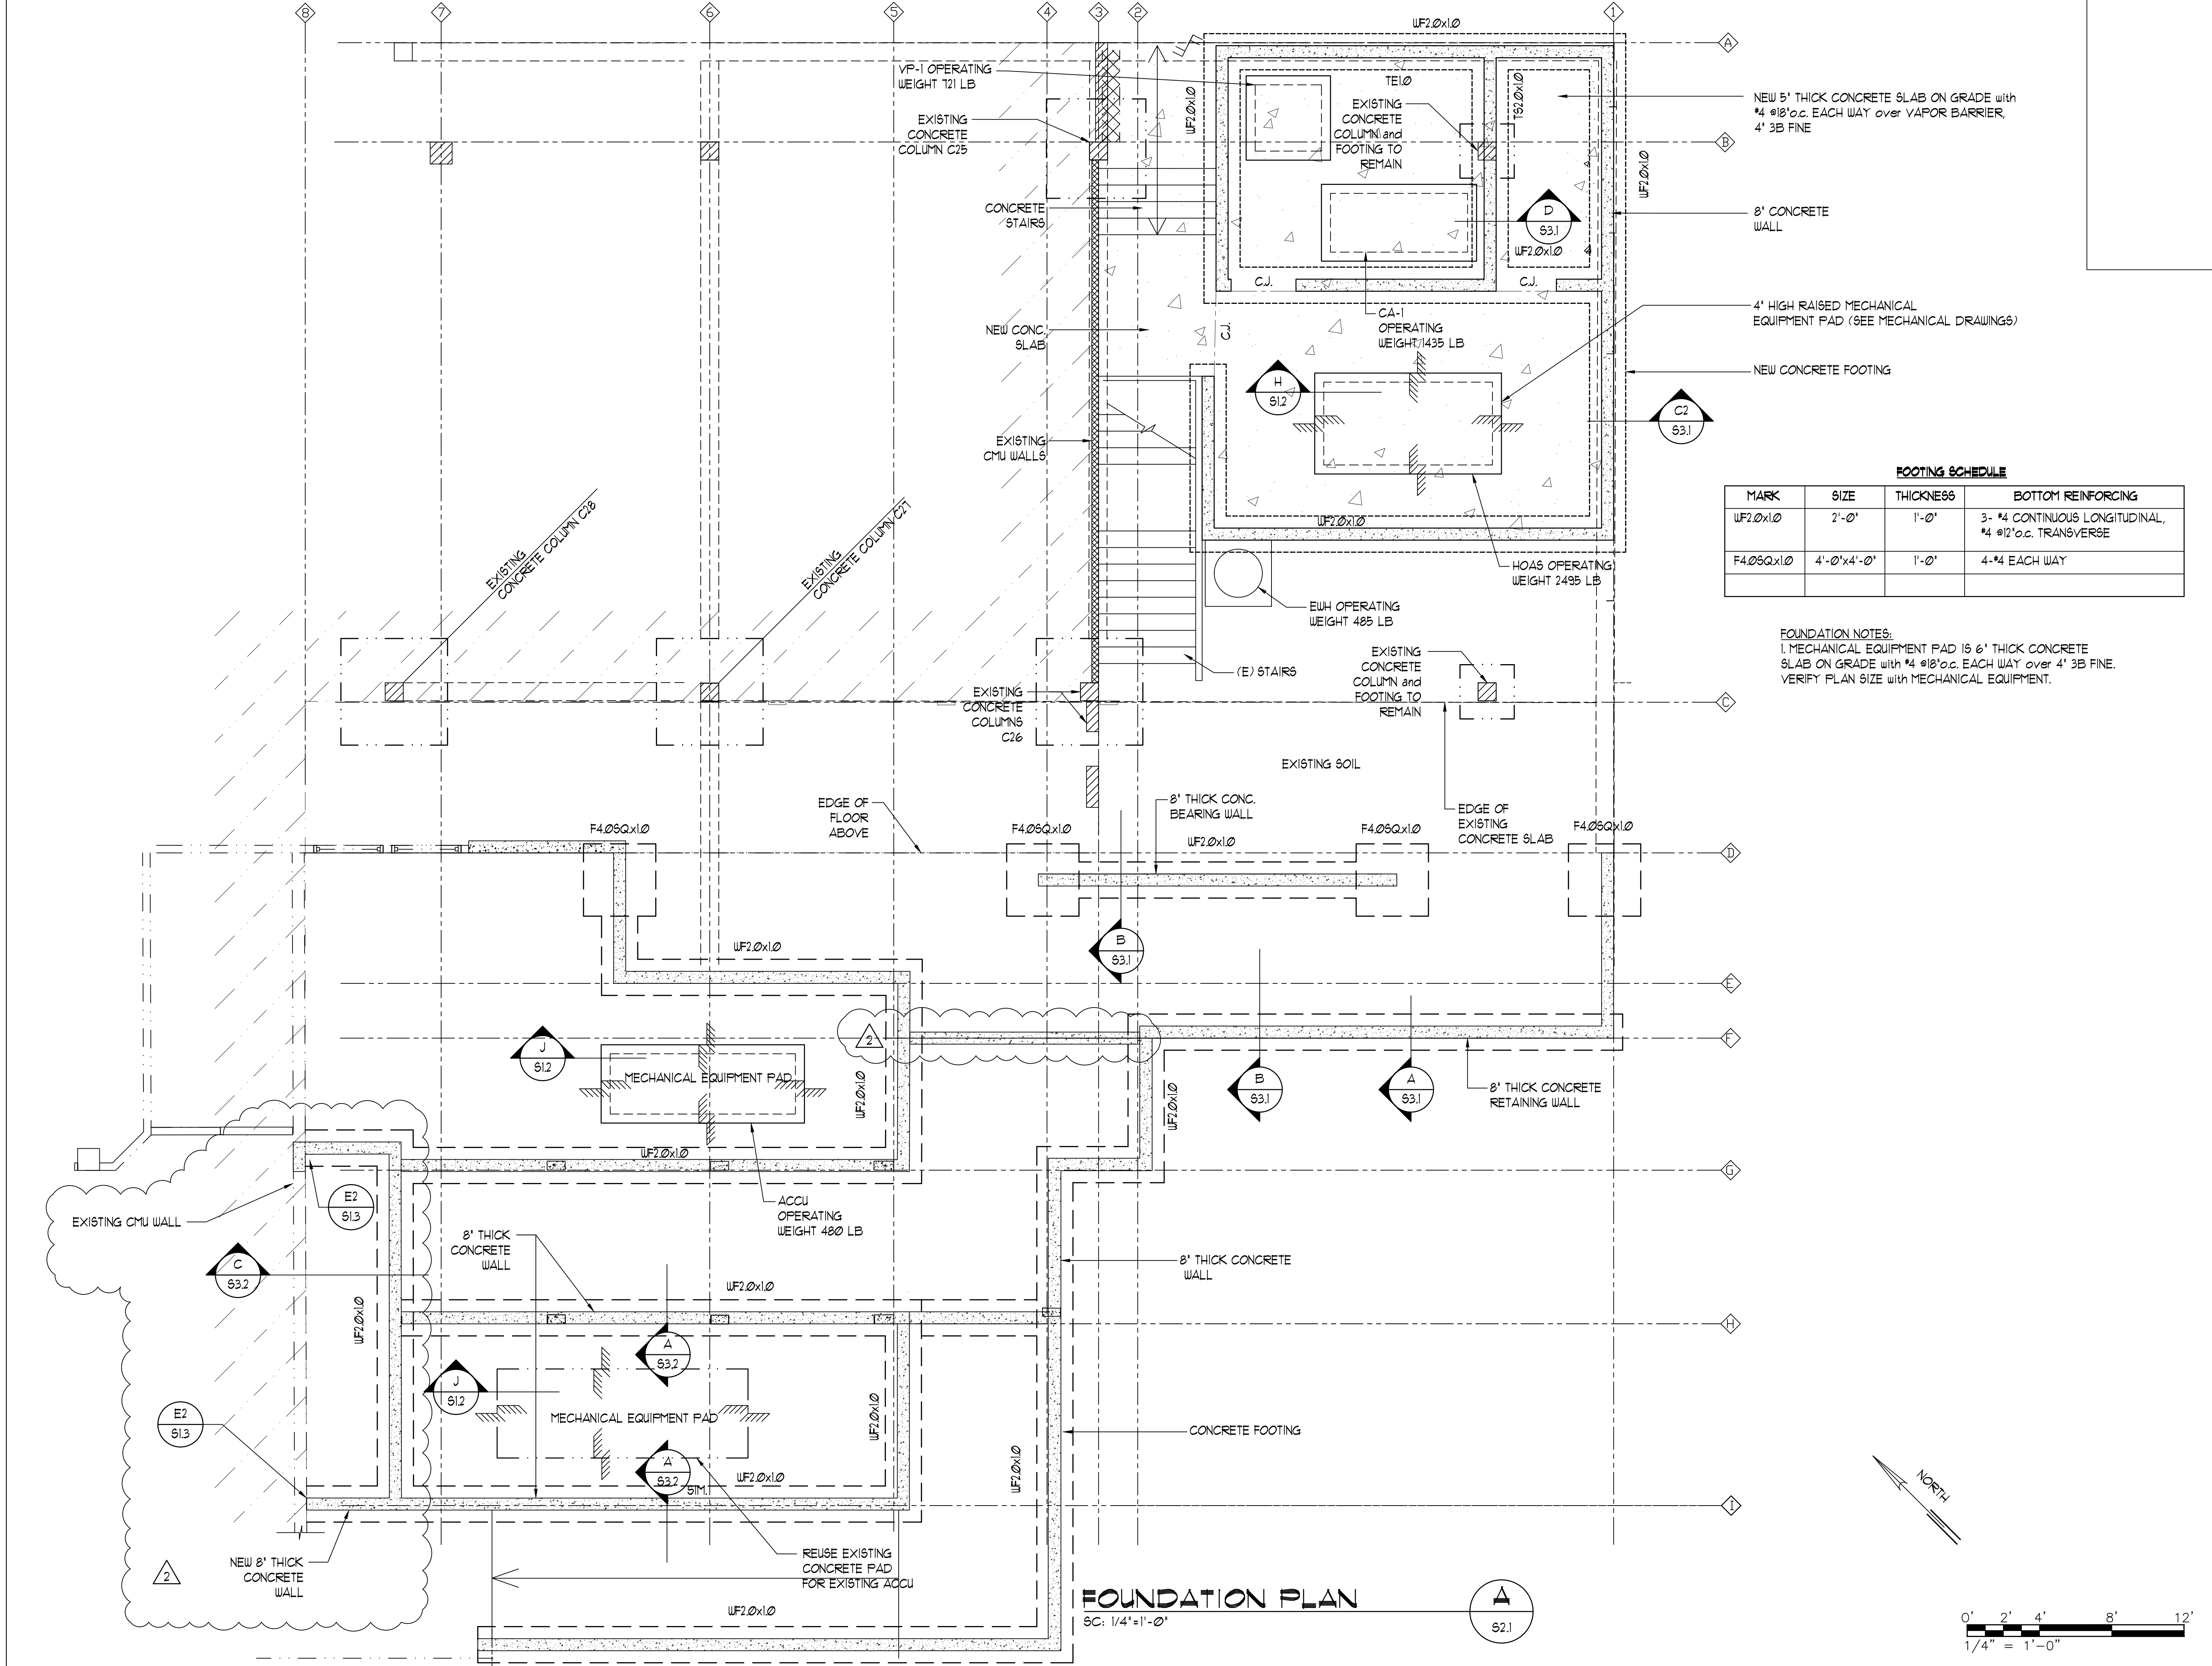 8
7
6
5
4
3
2
1
A
B
C
D
E
F
G
H
I
WF2.0x1.0
VP-1 OPERATING
WEIGHT 721 LB
TE1.0
TS2.0x1.0
WF2.0x1.0
WF2.0x1.0
EXISTING
CONCRETE
COLUMN C25
EXISTING
CONCRETE
COLUMN and
FOOTING TO
REMAIN
NEW 5" THICK CONCRETE SLAB ON GRADE with
#4 @18"o.c. EACH WAY over VAPOR BARRIER,
4" 3B FINE
CONCRETE
STAIRS
D
S3.1
WF2.0x1.0
8" CONCRETE
WALL
C.J.
C.J.
C.J.
NEW CONC.
SLAB
CA-1
OPERATING
WEIGHT 1435 LB
4" HIGH RAISED MECHANICAL
EQUIPMENT PAD (SEE MECHANICAL DRAWINGS)
NEW CONCRETE FOOTING
H
S1.2
C2
S3.1
EXISTING
CMU WALLS
WF2.0x1.0
EXISTING
CONCRETE COLUMN C28
EXISTING
CONCRETE COLUMN C27
HOAS OPERATING
WEIGHT 2495 LB
EWH OPERATING
WEIGHT 485 LB
(E) STAIRS
EXISTING
CONCRETE
COLUMNS
C26
EXISTING
CONCRETE
COLUMN and
FOOTING TO
REMAIN
FOOTING SCHEDULE
MARK SIZE THICKNESS BOTTOM REINFORCING
WF2.0x1.0 2'-0" 1'-0" 3- #4 CONTINUOUS LONGITUDINAL,
#4 @12"o.c. TRANSVERSE
F4.0SQ.x1.0 4'-0"x4'-0" 1'-0" 4-#4 EACH WAY
FOUNDATION NOTES:
1. MECHANICAL EQUIPMENT PAD IS 6" THICK CONCRETE
SLAB ON GRADE with #4 @18"o.c. EACH WAY over 4" 3B FINE.
VERIFY PLAN SIZE with MECHANICAL EQUIPMENT.
EXISTING SOIL
EDGE OF
FLOOR
ABOVE
8" THICK CONC.
BEARING WALL
EDGE OF
EXISTING
CONCRETE SLAB
F4.0SQ.x1.0
F4.0SQ.x1.0
WF2.0x1.0
F4.0SQ.x1.0
F4.0SQ.x1.0
WF2.0x1.0
B
S3.1
2
J
S1.2
MECHANICAL EQUIPMENT PAD
WF2.0x1.0
WF2.0x1.0
B
S3.1
A
S3.1
8" THICK CONCRETE
RETAINING WALL
WF2.0x1.0
E2
S1.3
EXISTING CMU WALL
ACCU
OPERATING
WEIGHT 480 LB
C
S3.2
8" THICK
CONCRETE
WALL
8" THICK CONCRETE
WALL
WF2.0x1.0
WF2.0x1.0
A
S3.2
J
S1.2
MECHANICAL EQUIPMENT PAD
WF2.0x1.0
E2
S1.3
A
S3.2
SIM.
WF2.0x1.0
WF2.0x1.0
CONCRETE FOOTING
NORTH
NEW 8" THICK
CONCRETE
WALL
2
REUSE EXISTING
CONCRETE PAD
FOR EXISTING ACCU
WF2.0x1.0
FOUNDATION PLAN
SC: 1/4"=1'-0"
A
S2.1
0' 2' 4' 8' 12'
1/4" = 1'-0"